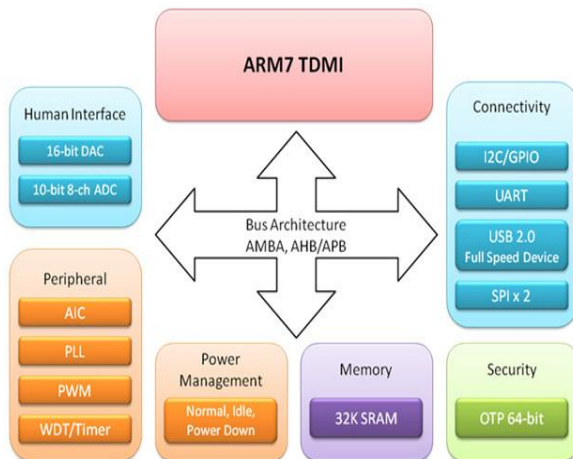 ARM7 TDMI
Human Interface
16-bit DAC
10-bit 8-ch ADC
Connectivity
I2C/GPIO
UART
USB 2.0
Full Speed Device
SPI x 2
Bus Architecture
AMBA, AHB/APB
Peripheral
AIC
PLL
PWM
WDT/Timer
Power
Management
Normal, Idle,
Power Down
Memory
32K SRAM
Security
OTP 64-bit